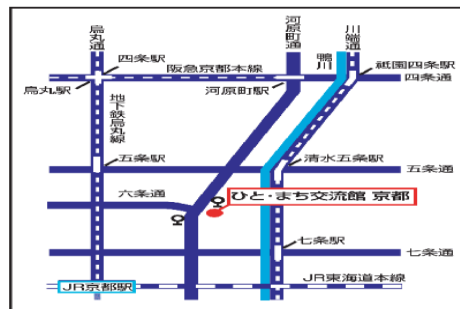 烏丸通
河原町通
川端通
鴨川
四条駅
阪急京都本線
祇園四条駅
四条通
烏丸駅
河原町駅
地下鉄烏丸線
五条駅
清水五条駅
五条通
六条通
ひと・まち交流館 京都
七条駅
七条通
JR京都駅
JR東海道本線